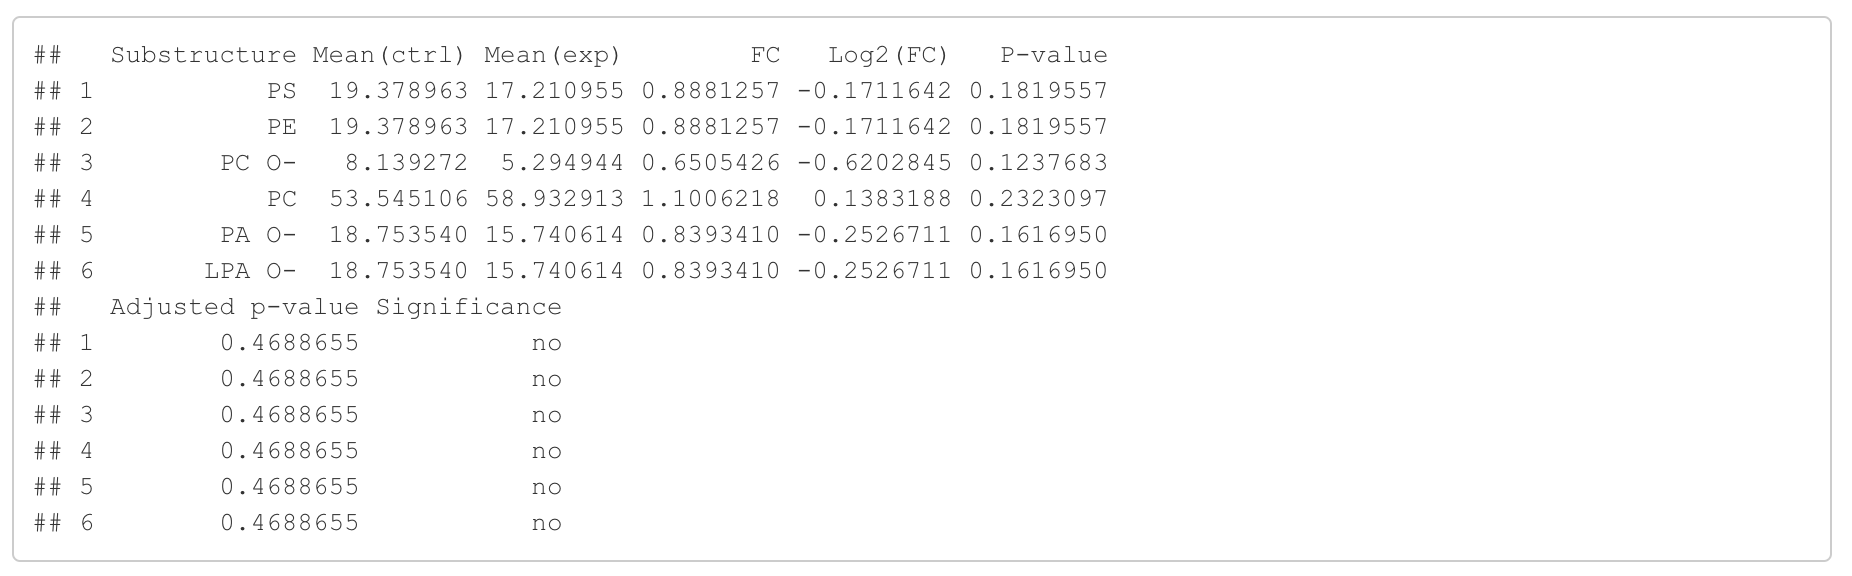 ##   Substructure Mean(ctrl) Mean(exp)        FC   Log2(FC)   P-value
## 1           PS  19.378963 17.210955 0.8881257 -0.1711642 0.1819557
## 2           PE  19.378963 17.210955 0.8881257 -0.1711642 0.1819557
## 3        PC O-   8.139272  5.294944 0.6505426 -0.6202845 0.1237683
## 4           PC  53.545106 58.932913 1.1006218  0.1383188 0.2323097
## 5        PA O-  18.753540 15.740614 0.8393410 -0.2526711 0.1616950
## 6       LPA O-  18.753540 15.740614 0.8393410 -0.2526711 0.1616950
##   Adjusted p-value Significance
## 1        0.4688655           no
## 2        0.4688655           no
## 3        0.4688655           no
## 4        0.4688655           no
## 5        0.4688655           no
## 6        0.4688655           no